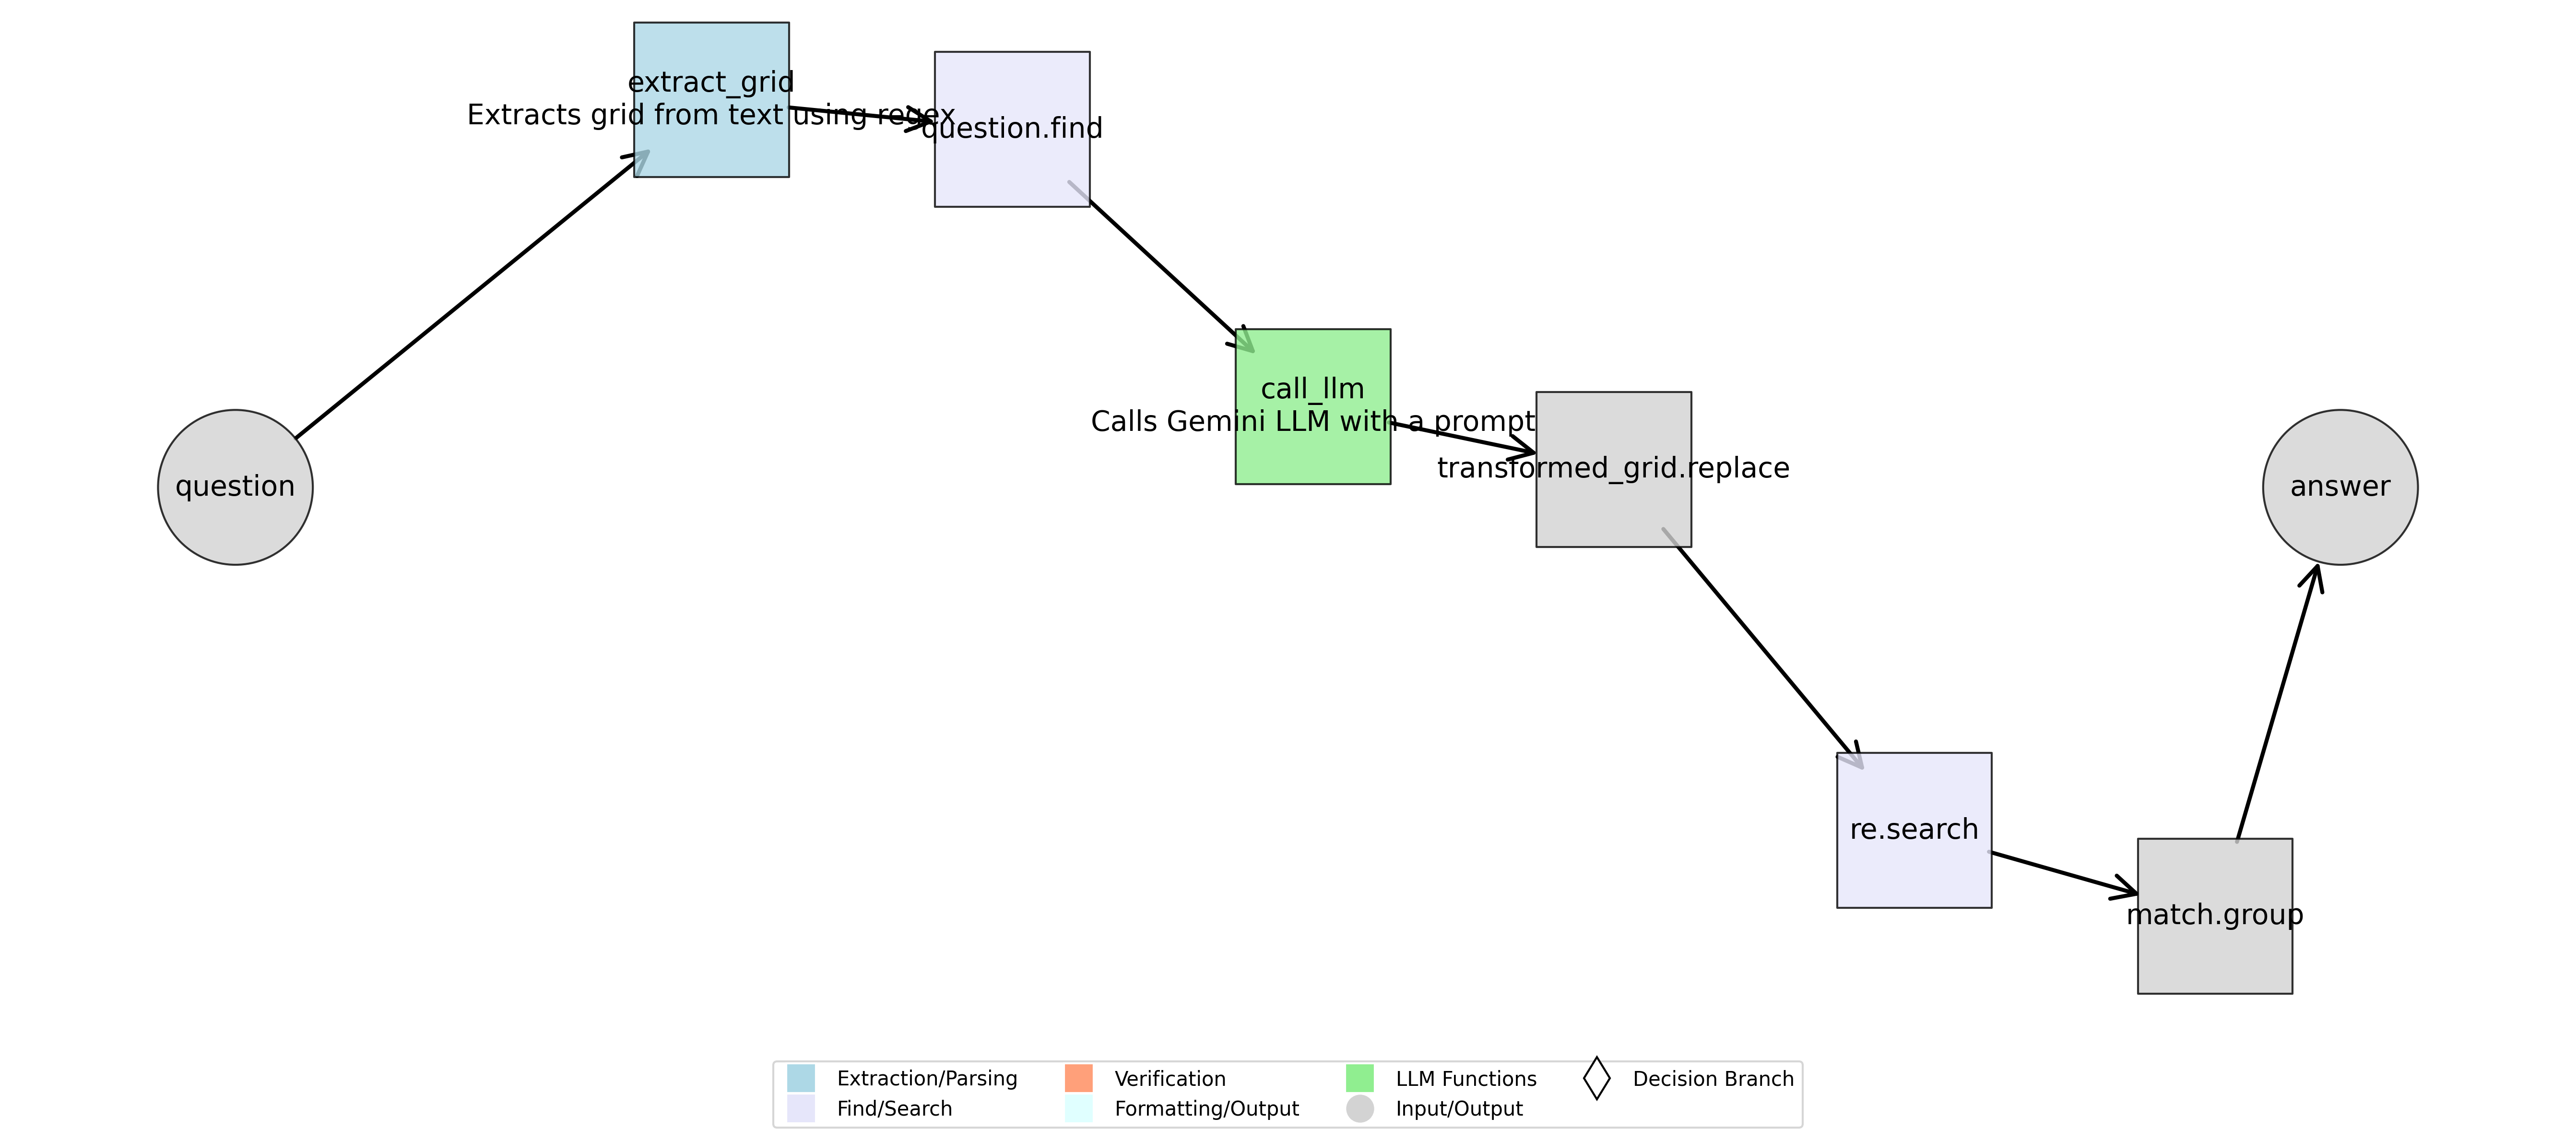 extract_grid
Extracts grid from text using regex
question.find
call_llm
Calls Gemini LLM with a prompt
transformed_grid.replace
question
answer
re.search
match.group
Extraction/Parsing
Find/Search
Verification
Formatting/Output
LLM Functions
Input/Output
Decision Branch